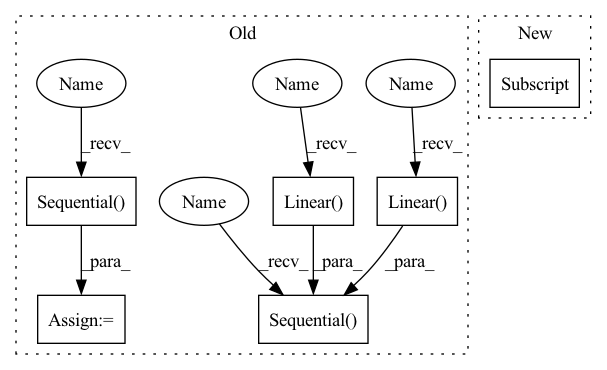 Old
New
Name
Name
Name
Subscript
_recv_
_recv_
_recv_
Sequential()
Name
Linear()
Linear()
_para_
_recv_
_para_
_para_
Assign:=
Sequential()